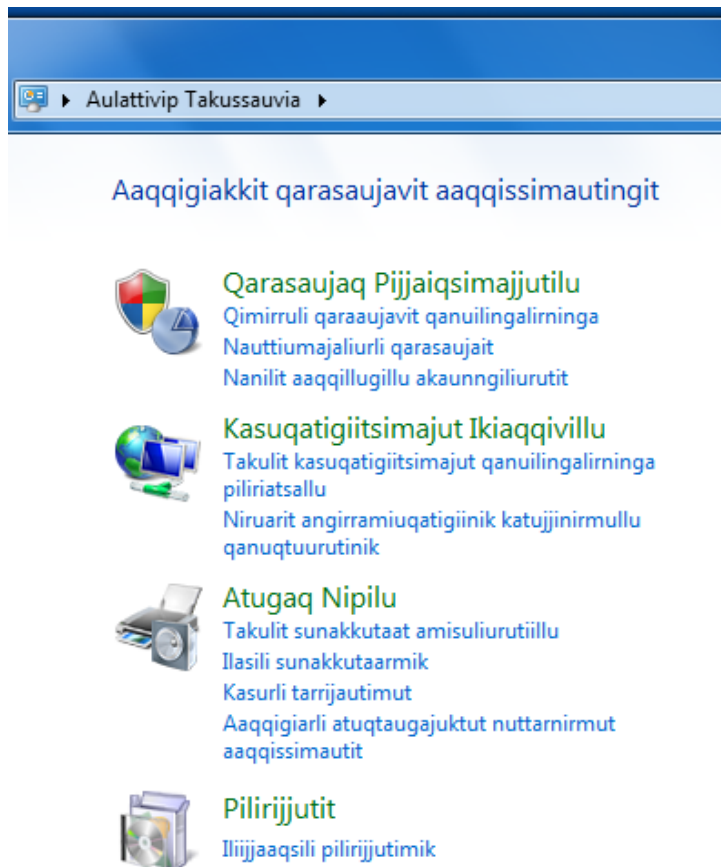 Aulattivip Takussauvia
Aaqqigiakkit qarasaujavit aaqqissimautingit
Qarasaujaq Pijjaiqsimajjutilu
Qimirruli qaraaujavit qanuilingalirninga
Nauttiumajaliurli qarasaujait
Nanilit aaqqillugillu akaunngiliurutit
Kasuqatigiitsimajut Ikiaqqivillu
Takulit kasuqatigiitsimajut qanuilingalirninga
piliriatsallu
Niruarit angirramiuqatigiinik katujjinirmullu
qanuqtuurutinik
Atugaq Nipilu
Takulit sunakkutaat amisuliurutiillu
Ilasili sunakkutaarmik
Kasurli tarrijautimut
Aaqqigiarli atuqtaugajuktut nuttarnirmut
aaqqissimautit
Pilirijjutit
Iliijjaaqsili pilirijjutimik